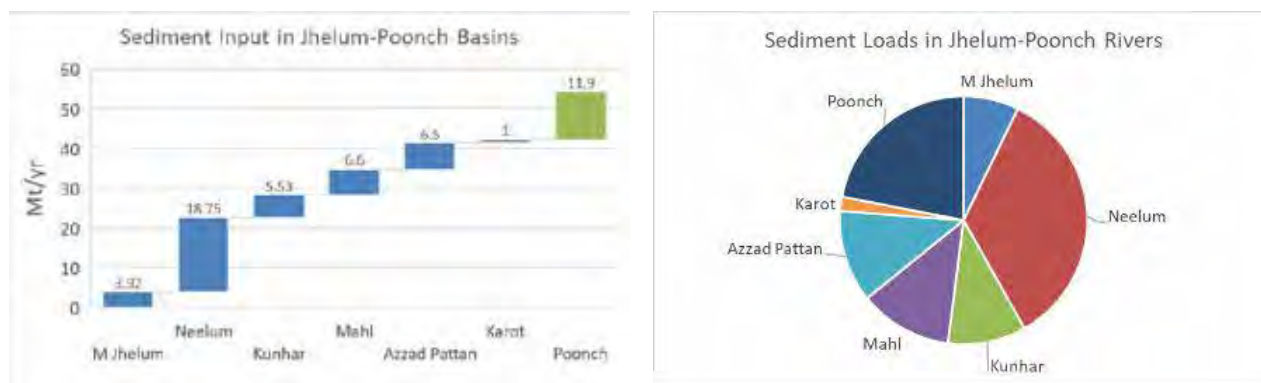 Sediment Input in Jhelum-Poonch Basins
Mt/yr
60
50
40
30
20
10
0
3.92
18.75
5.53
6.6
6.5
1
11.9
M Jhelum
Neelum
Kunhar
Mahl
Azzad Pattan
Karot
Poonch
Sediment Loads in Jhelum-Poonch Rivers
M Jhelum
Poonch
Neelum
Karot
Azzad Pattan
Mahl
Kunhar